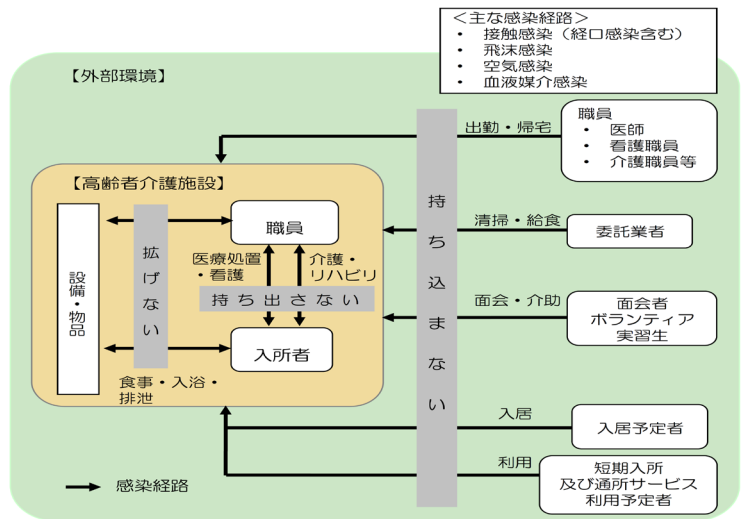 ＜主な感染経路＞
・ 接触感染（経口感染含む）
・ 飛沫感染
・ 空気感染
・ 血液媒介感染
【外部環境】
出勤・帰宅
職員
・ 医師
・ 看護職員
・ 介護職員等
【高齢者介護施設】
持ち込まない
清掃・給食
委託業者
職員
拡げない
設備・物品
医療処置
・看護
介護・
リハビリ
持ち出さない
面会・介助
面会者
ボランティア
実習生
入所者
食事・入浴・
排泄
入居
入居予定者
利用
短期入所
及び通所サービス
利用予定者
感染経路